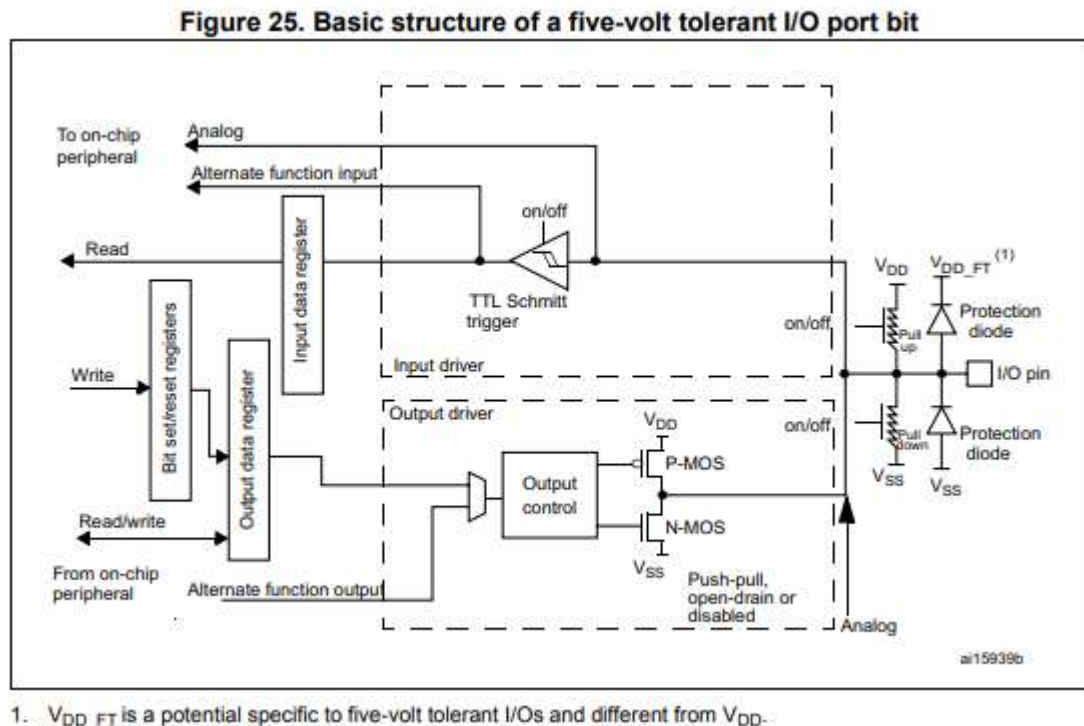 Figure 25. Basic structure of a five-volt tolerant I/O port bit
To on-chip
peripheral
Analog
Alternate function input
on/off
Read
Input data register
TTL Schmitt
trigger
Input driver
VDD
VDD_FT (1)
on/off
Pull
up
Protection
diode
I/O pin
Write
Bit set/reset registers
Output data register
Output driver
VDD
on/off
Pull
down
Protection
diode
VSS
VSS
P-MOS
Output
control
N-MOS
VSS
Read/write
From on-chip
peripheral
Alternate function output
Push-pull,
open-drain or
disabled
Analog
ai15939b
1. VDD_FT is a potential specific to five-volt tolerant I/Os and different from VDD.